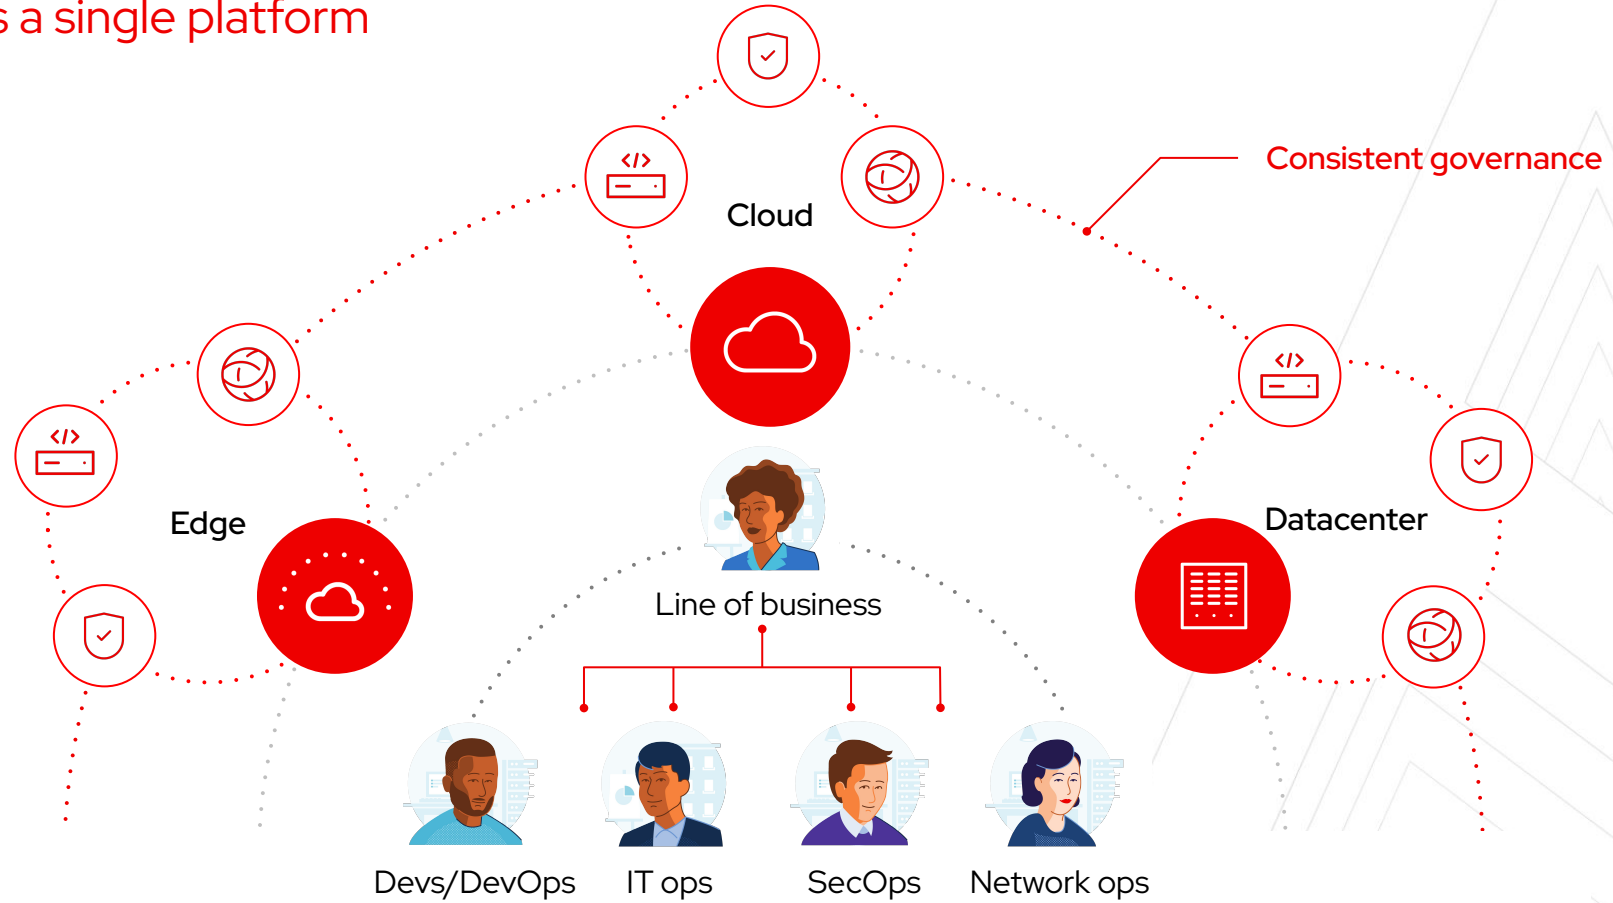 a single platform
Consistent governance
Cloud
Edge
Datacenter
Line of business
Devs/DevOps
IT ops
SecOps
Network ops